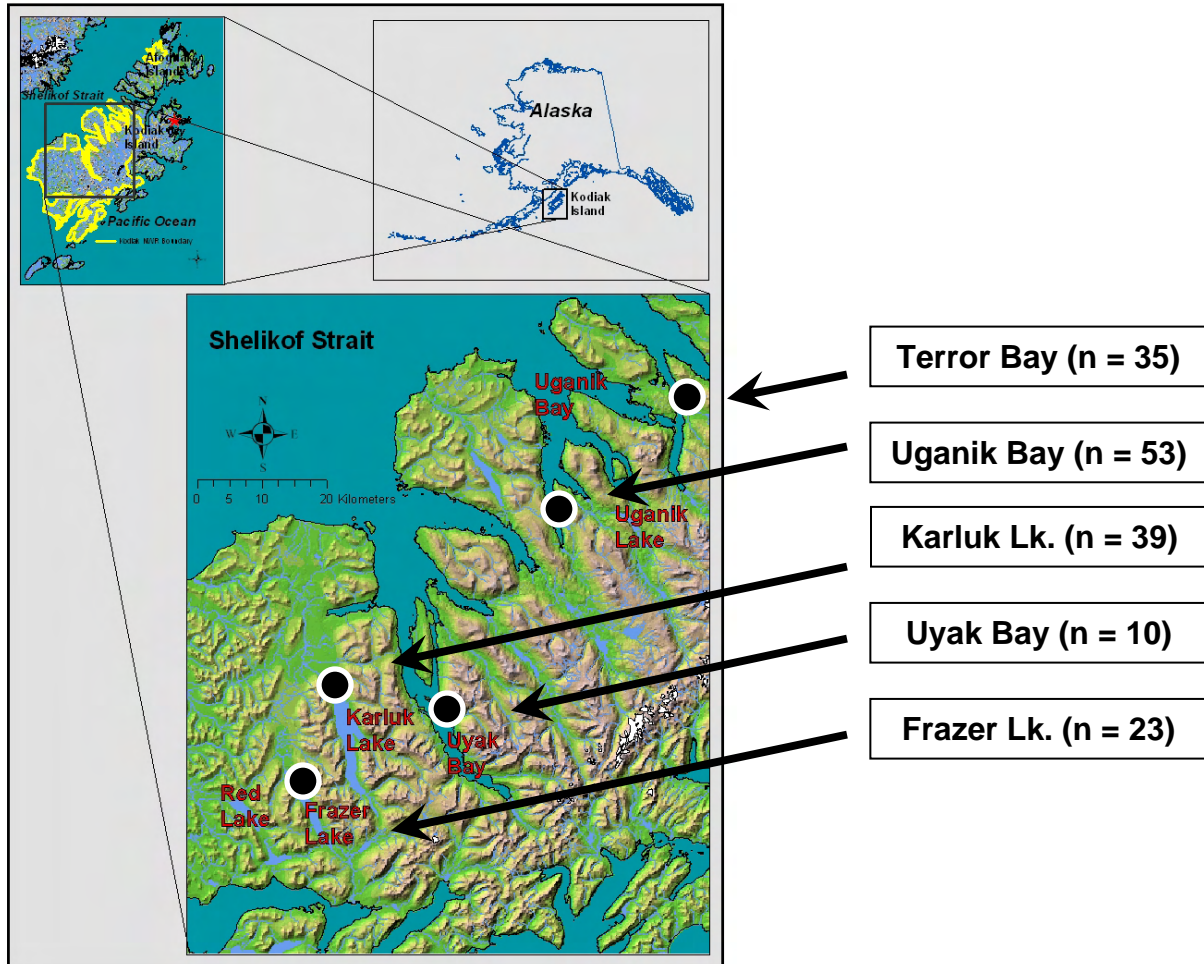 Afognak
Islands
Shelikof Strait
Kodiak
Island
Pacific Ocean
Kodiak NWR Boundary
Alaska
Kodiak
Island
Shelikof Strait
N
W
E
S
0 5 10 20 Kilometers
Uganik
Bay
Uganik
Lake
Karluk
Lake
Uyak
Bay
Red
Lake
Frazer
Lake
Terror Bay (n = 35)
Uganik Bay (n = 53)
Karluk Lk. (n = 39)
Uyak Bay (n = 10)
Frazer Lk. (n = 23)